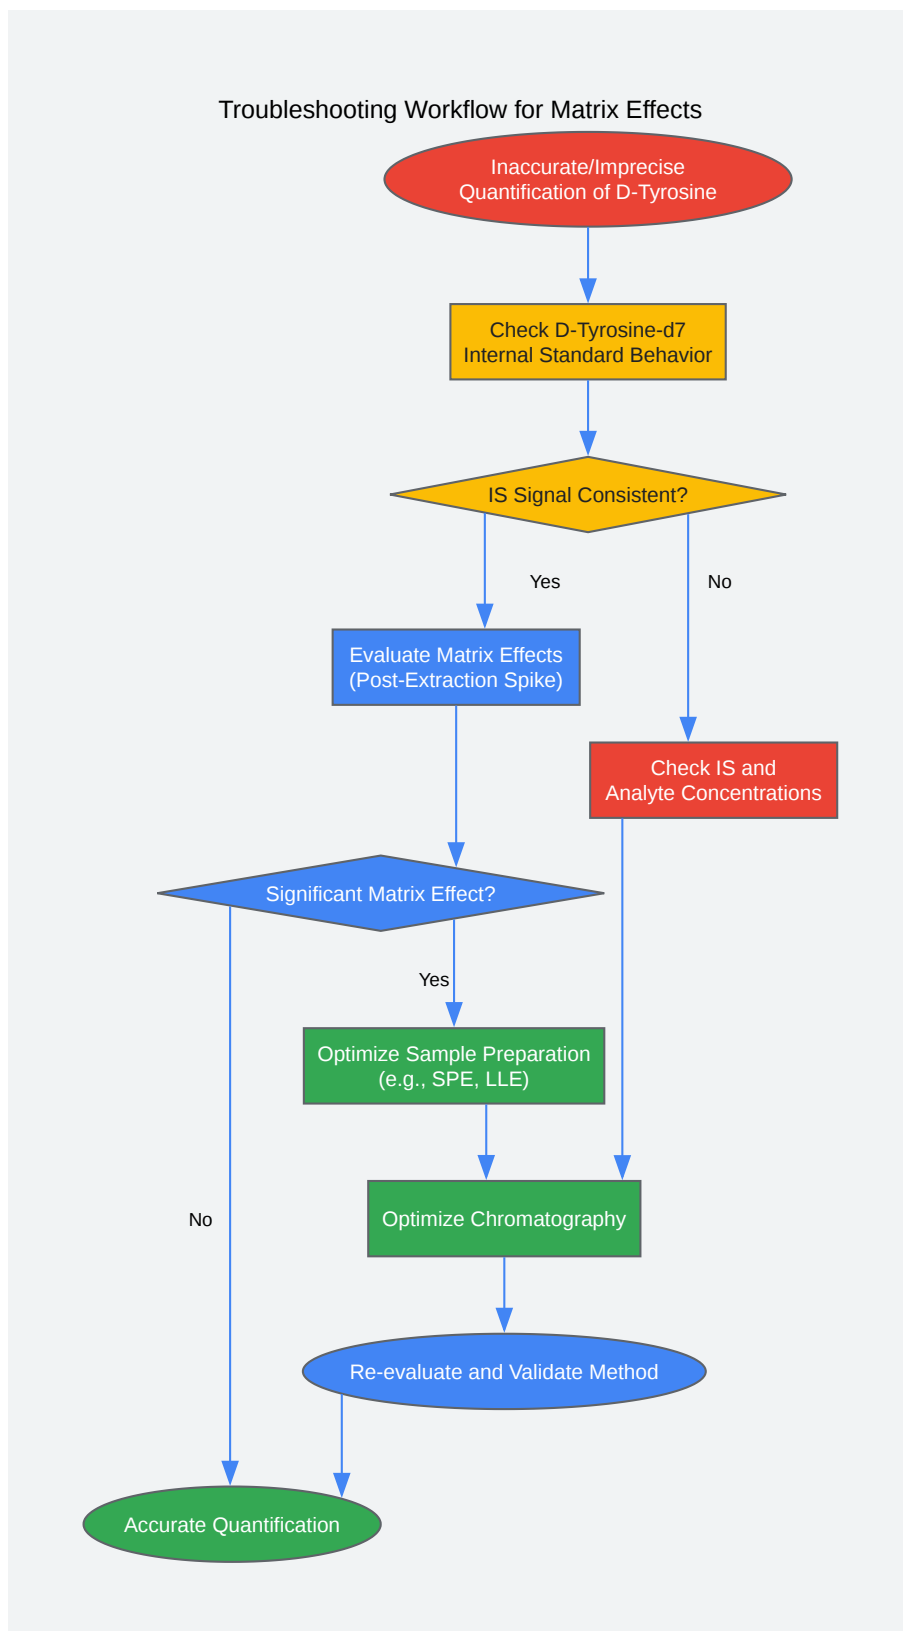 Troubleshooting Workflow for Matrix Effects
Inaccurate/Imprecise
Quantification of D-Tyrosine
Check D-Tyrosine-d7
Internal Standard Behavior
IS Signal Consistent?
Yes
No
Evaluate Matrix Effects
(Post-Extraction Spike)
Check IS and
Analyte Concentrations
Significant Matrix Effect?
Yes
Optimize Sample Preparation
(e.g., SPE, LLE)
No
Optimize Chromatography
Re-evaluate and Validate Method
Accurate Quantification